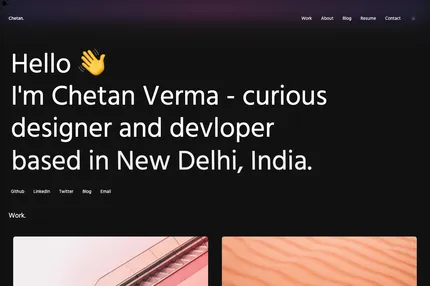 Chetan.
Work About Blog Resume Contact
Hello 👋
I'm Chetan Verma - curious
designer and devloper
based in New Delhi, India.
Github LinkedIn Twitter Blog Email
Work.